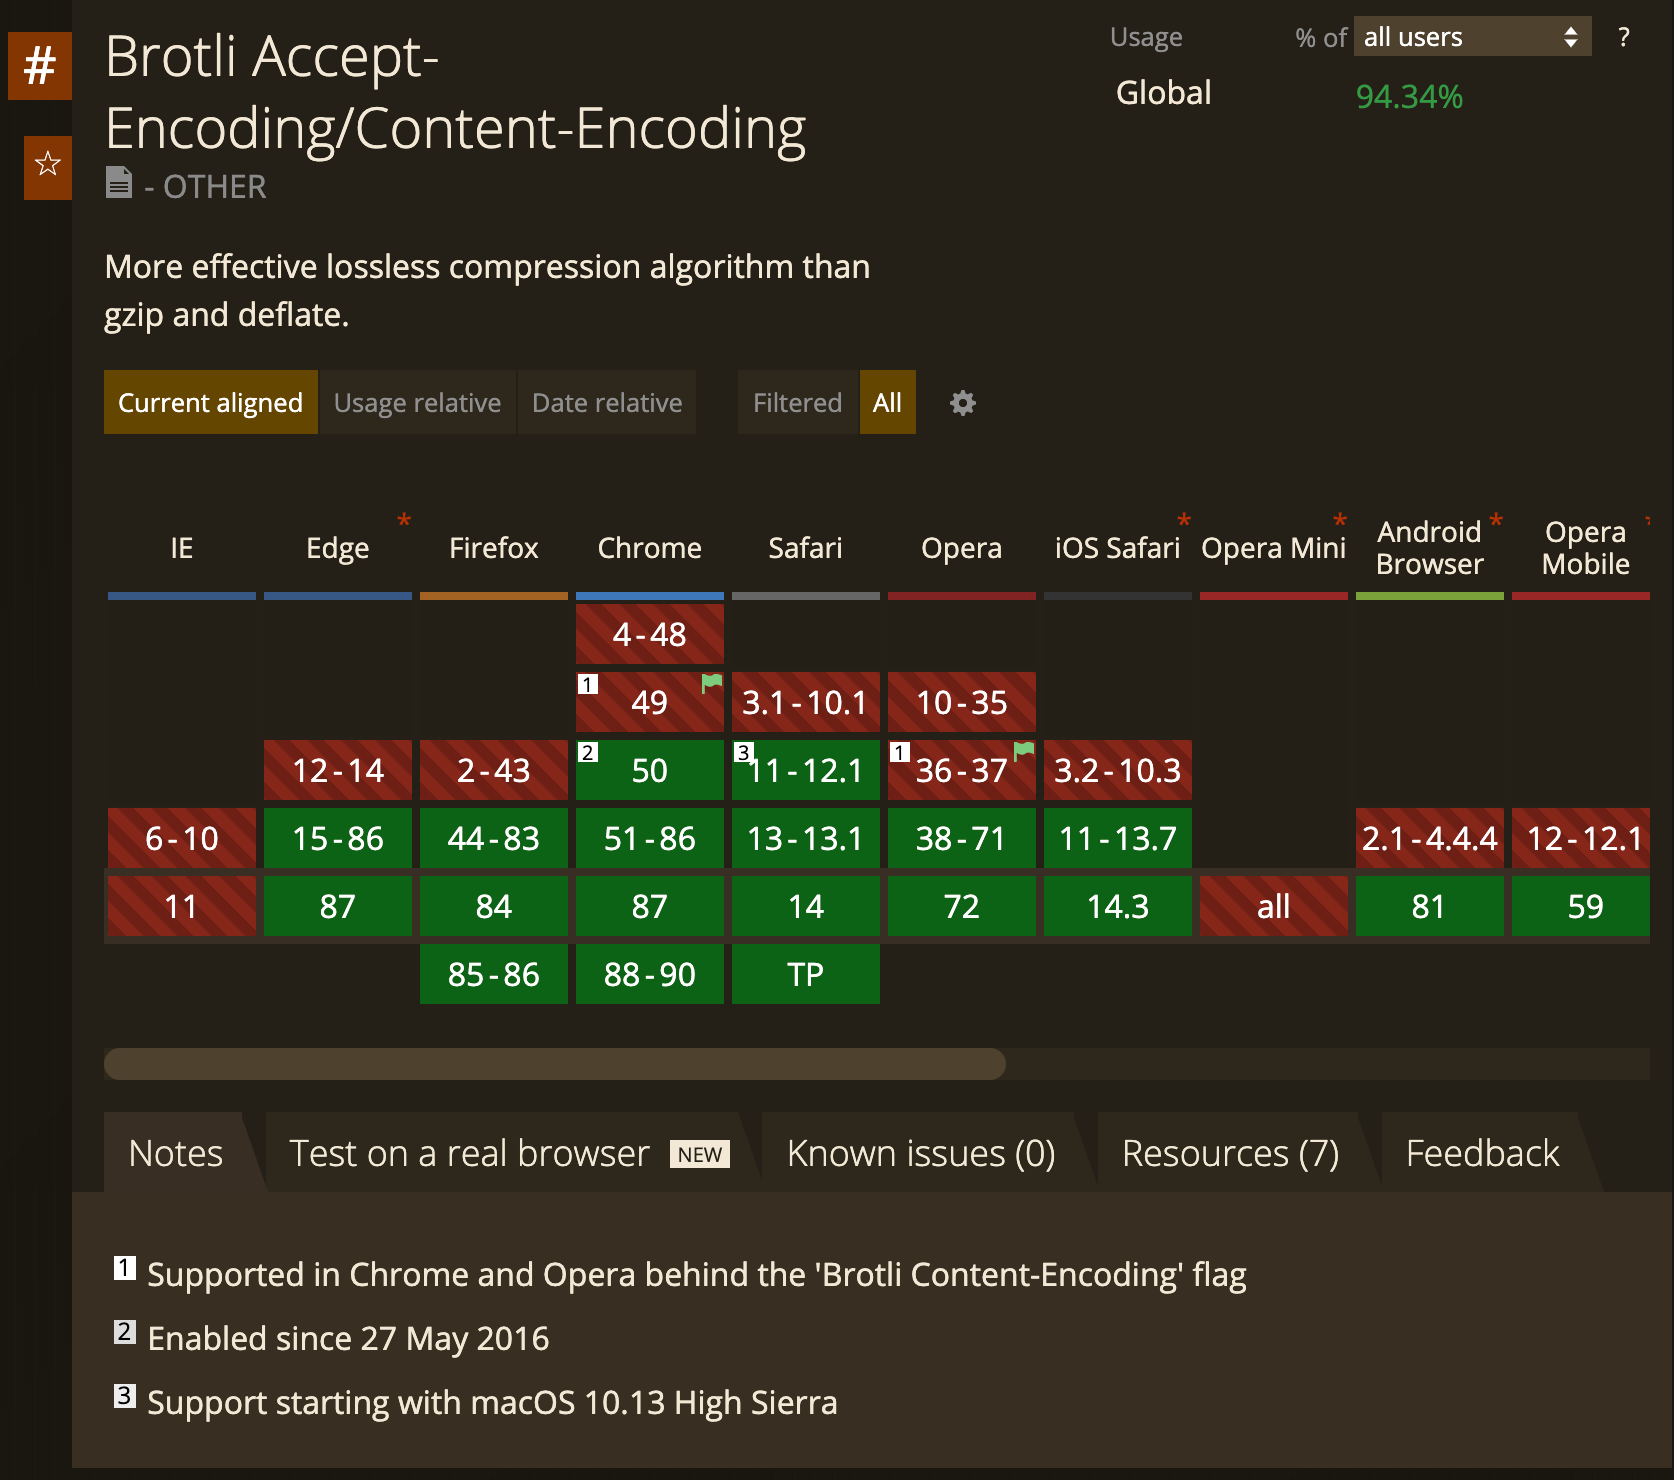 #
Brotli Accept-
Encoding/Content-Encoding
- OTHER
Usage % of all users ?
Global 94.34%
More effective lossless compression algorithm than
gzip and deflate.
Current aligned Usage relative Date relative Filtered All
IE Edge * Firefox Chrome Safari Opera iOS Safari * Opera Mini * Android Browser * Opera Mobile *
4-48
1 49 3.1-10.1 10-35
12-14 2-43 2 50 3 11-12.1 1 36-37 3.2-10.3
6-10 15-86 44-83 51-86 13-13.1 38-71 11-13.7 2.1-4.4.4 12-12.1
11 87 84 87 14 72 14.3 all 81 59
85-86 88-90 TP
Notes Test on a real browser NEW Known issues (0) Resources (7) Feedback
1 Supported in Chrome and Opera behind the 'Brotli Content-Encoding' flag
2 Enabled since 27 May 2016
3 Support starting with macOS 10.13 High Sierra